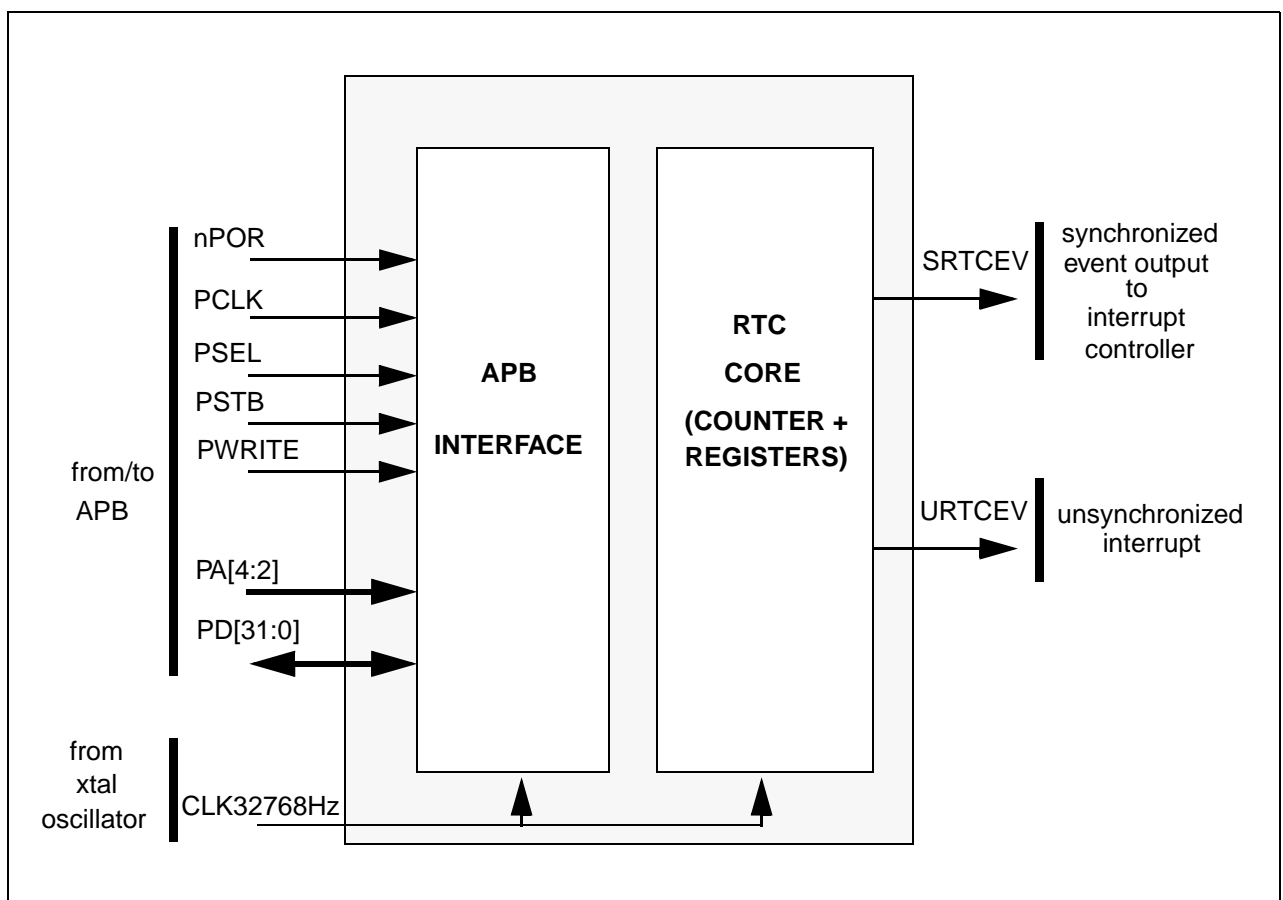 nPOR
PCLK
PSEL
PSTB
PWRITE
from/to
APB
PA[4:2]
PD[31:0]
from
xtal
oscillator
CLK32768Hz
APB
INTERFACE
RTC
CORE
(COUNTER +
REGISTERS)
SRTCEV
synchronized
event output
to
interrupt
controller
URTCEV
unsynchronized
interrupt